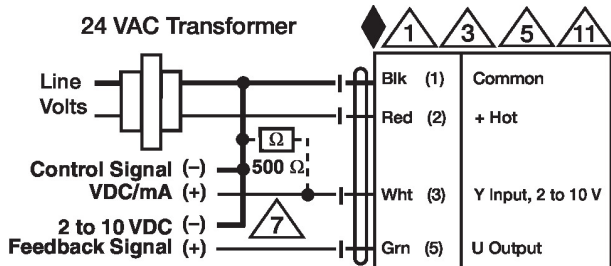 24 VAC Transformer
1 3 5 11
Line
Volts
Blk (1) Common
Red (2) + Hot
Ω
500 Ω
Control Signal (–)
VDC/mA (+)
Wht (3) Y Input, 2 to 10 V
7
2 to 10 VDC (–)
Feedback Signal (+)
Grn (5) U Output